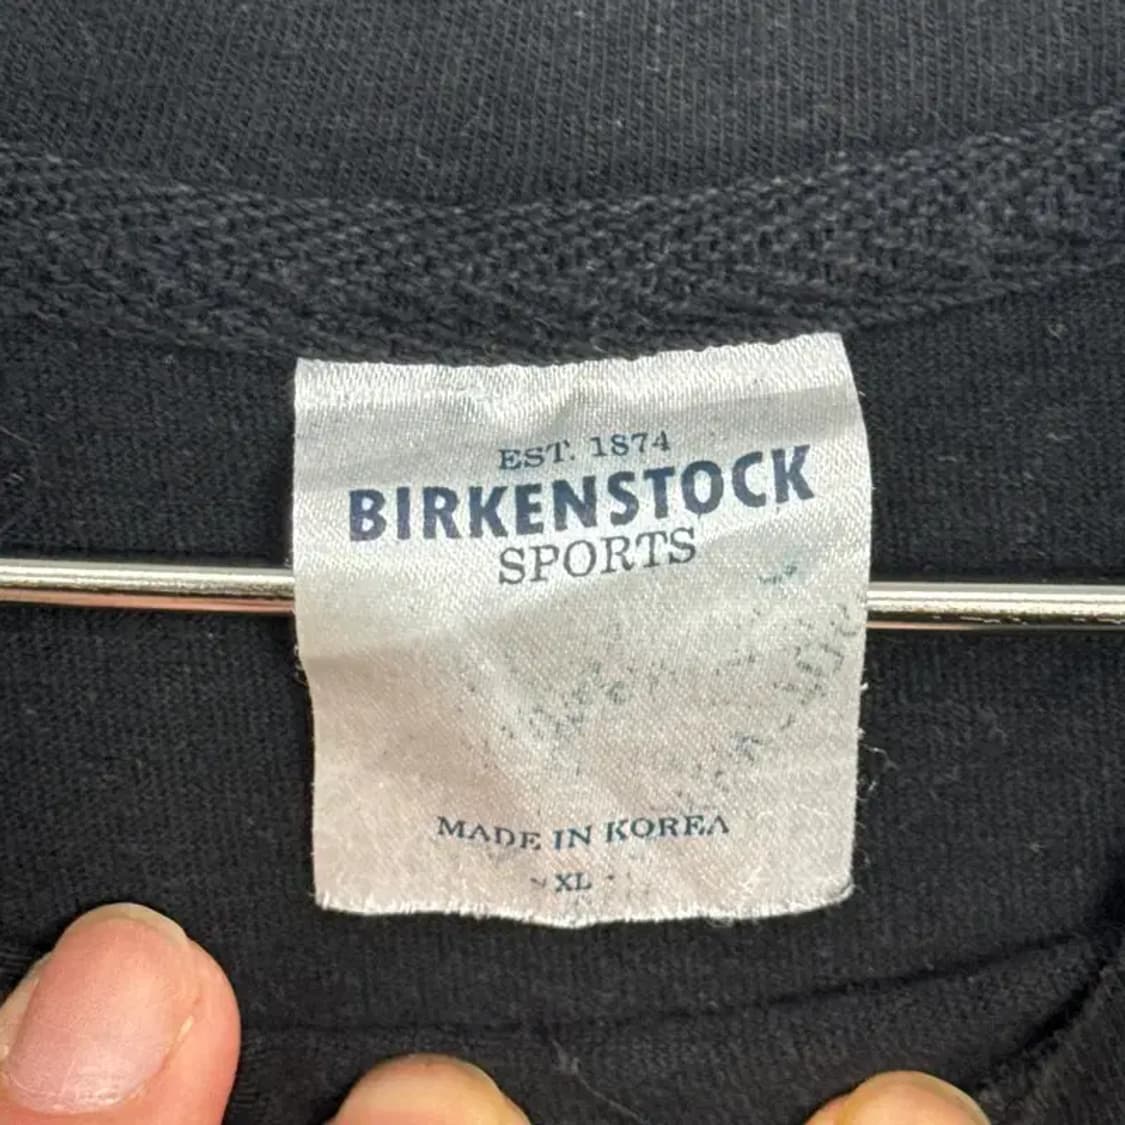 EST. 1874
BIRKENSTOCK
SPORTS
MADE IN KOREA
XL